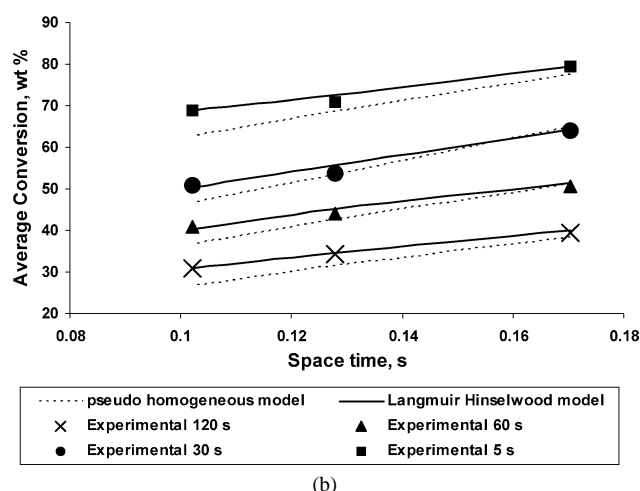 90
80
70
60
50
40
30
20
Average Conversion, wt %
0.08 0.1 0.12 0.14 0.16 0.18
Space time, s
pseudo homogeneous model Langmuir Hinselwood model
Experimental 120 s Experimental 60 s
Experimental 30 s Experimental 5 s
(b)